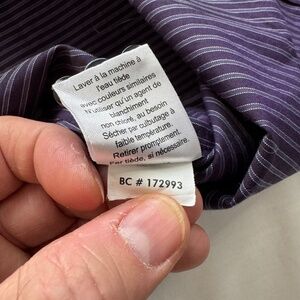 Laver à la machine à
l'eau tiède
avec couleurs similaires
N'utiliser qu'un agent de
blanchiment
non chloré, au besoin
Sécher par culbutage à
faible température.
Retirer promptement.
Fer tiède, si nécessaire.
BC # 172993